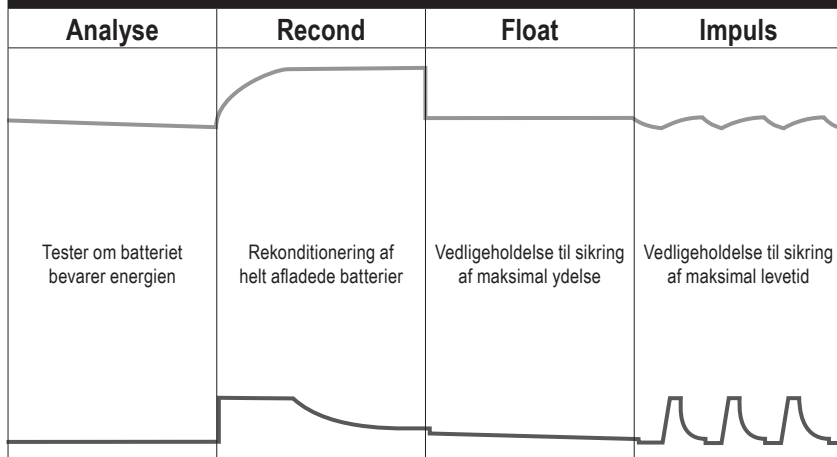 Analyse
Recond
Float
Impuls
Tester om batteriet
bevarer energien
Rekonditionering af
helt afladede batterier
Vedligeholdelse til sikring
af maksimal ydelse
Vedligeholdelse til sikring
af maksimal levetid